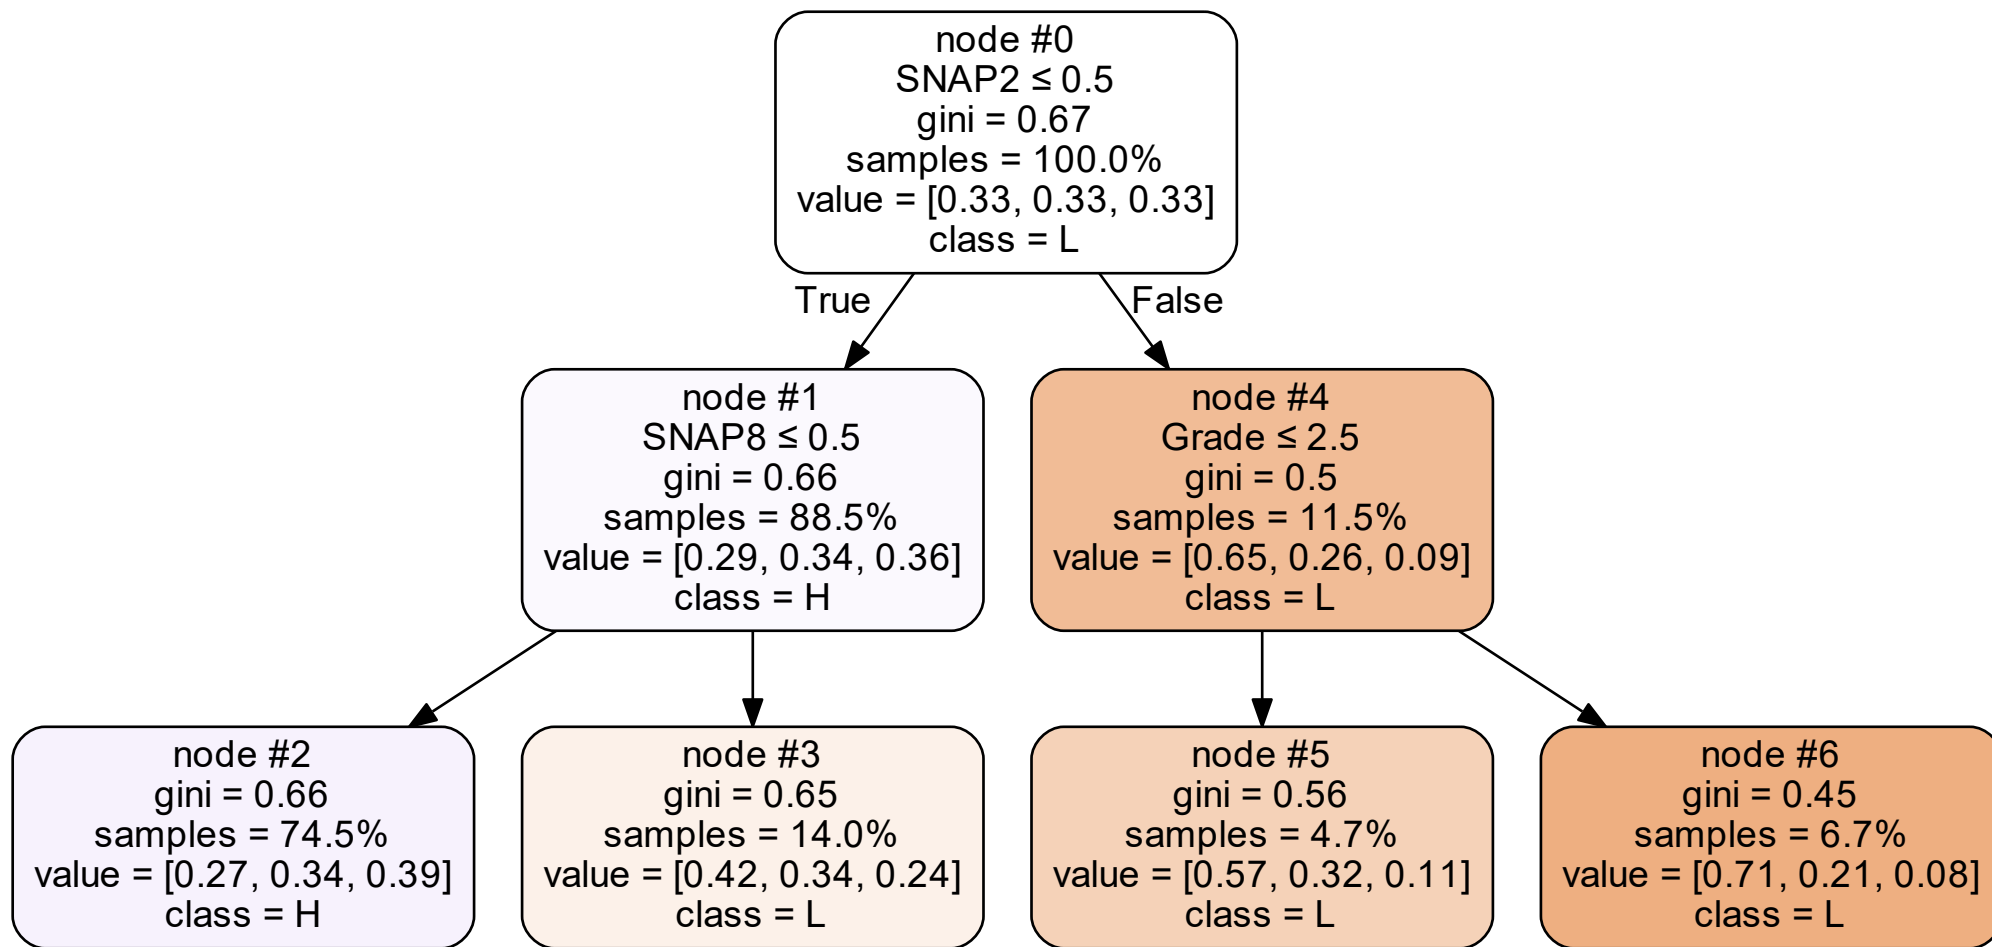 node #0
SNAP2 ≤ 0.5
gini = 0.67
samples = 100.0%
value = [0.33, 0.33, 0.33]
class = L
True
False
node #1
SNAP8 ≤ 0.5
gini = 0.66
samples = 88.5%
value = [0.29, 0.34, 0.36]
class = H
node #4
Grade ≤ 2.5
gini = 0.5
samples = 11.5%
value = [0.65, 0.26, 0.09]
class = L
node #2
gini = 0.66
samples = 74.5%
value = [0.27, 0.34, 0.39]
class = H
node #3
gini = 0.65
samples = 14.0%
value = [0.42, 0.34, 0.24]
class = L
node #5
gini = 0.56
samples = 4.7%
value = [0.57, 0.32, 0.11]
class = L
node #6
gini = 0.45
samples = 6.7%
value = [0.71, 0.21, 0.08]
class = L